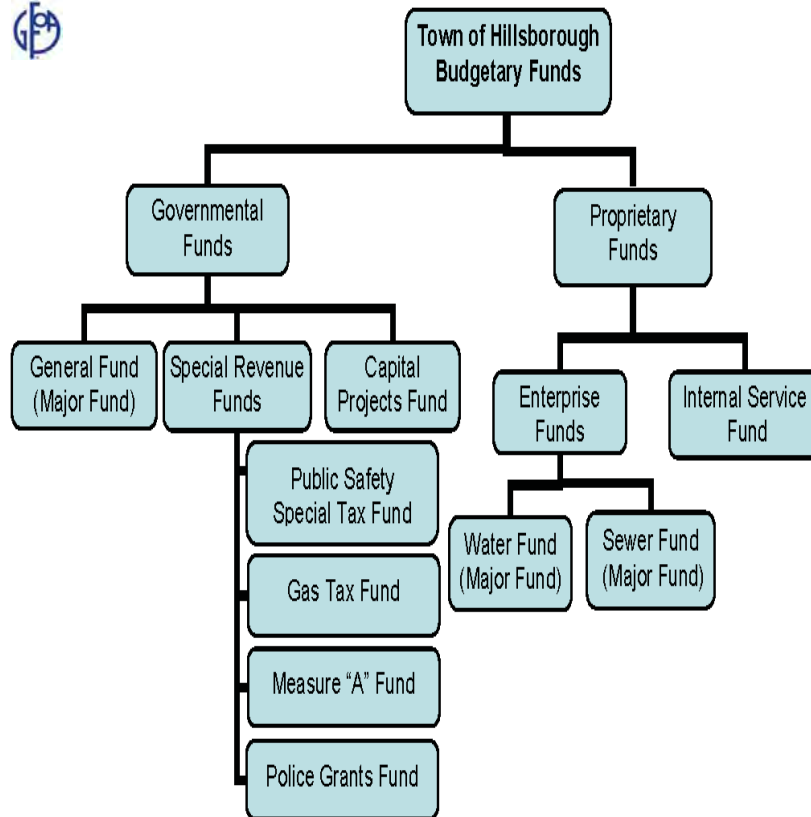 GFOA
Town of Hillsborough
Budgetary Funds
Governmental
Funds
Proprietary
Funds
General Fund
(Major Fund)
Special Revenue
Funds
Capital
Projects Fund
Enterprise
Funds
Internal Service
Fund
Public Safety
Special Tax Fund
Gas Tax Fund
Measure “A” Fund
Police Grants Fund
Water Fund
(Major Fund)
Sewer Fund
(Major Fund)